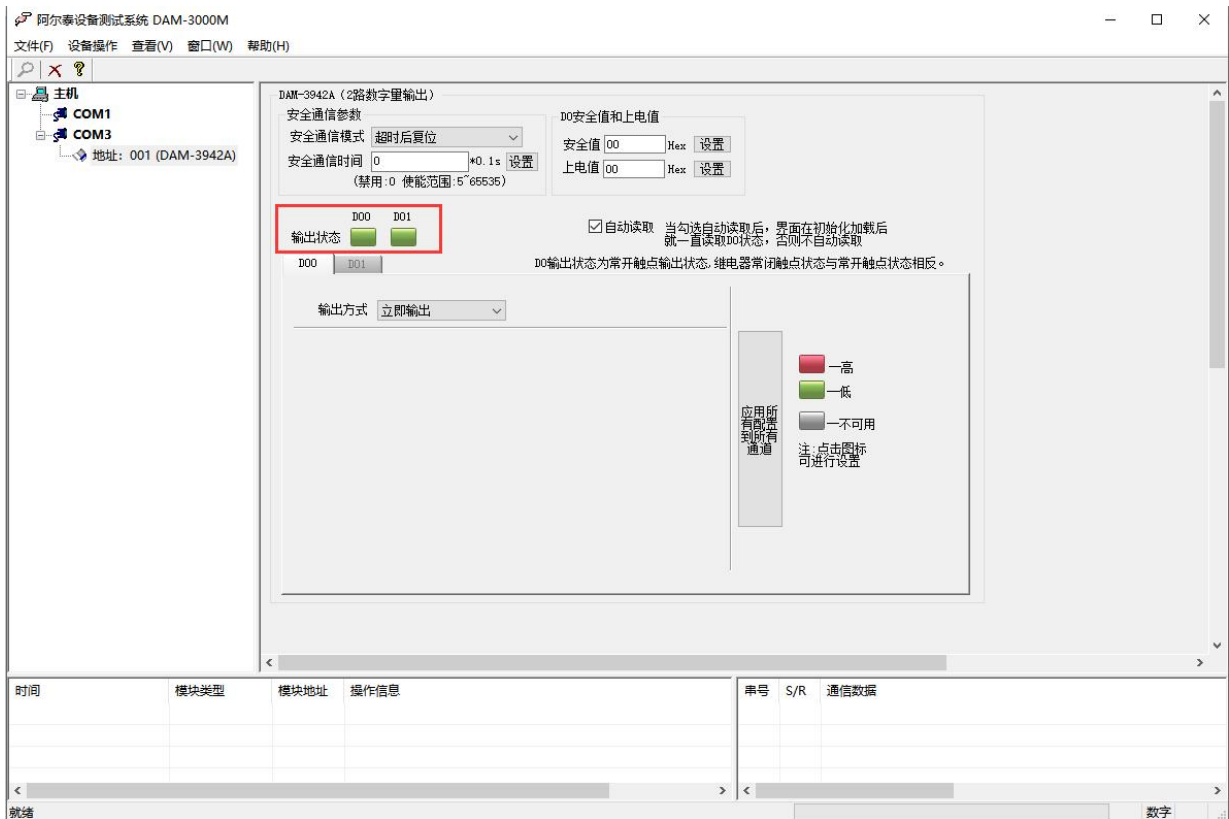 阿尔泰设备测试系统 DAM-3000M
文件(F) 设备操作 查看(V) 窗口(W) 帮助(H)
主机
COM1
COM3
地址：001 (DAM-3942A)
DAM-3942A (2路数字量输出)
安全通信参数
安全通信模式 超时后复位
安全通信时间 0 *0.1s 设置
(禁用:0 使能范围:5~65535)
DO安全值和上电值
安全值 00 Hex 设置
上电值 00 Hex 设置
DO0 DO1
输出状态
自动读取 当勾选自动读取后，界面在初始化加载后
就一直读取DO状态，否则不自动读取
DO0 DO1
DO输出状态为常开触点输出状态,继电器常闭触点状态与常开触点状态相反。
输出方式 立即输出
应用所
有配置
到所有
通道
—高
—低
—不可用
注:点击图标
可进行设置
时间 模块类型 模块地址 操作信息
串号 S/R 通信数据
就绪 数字